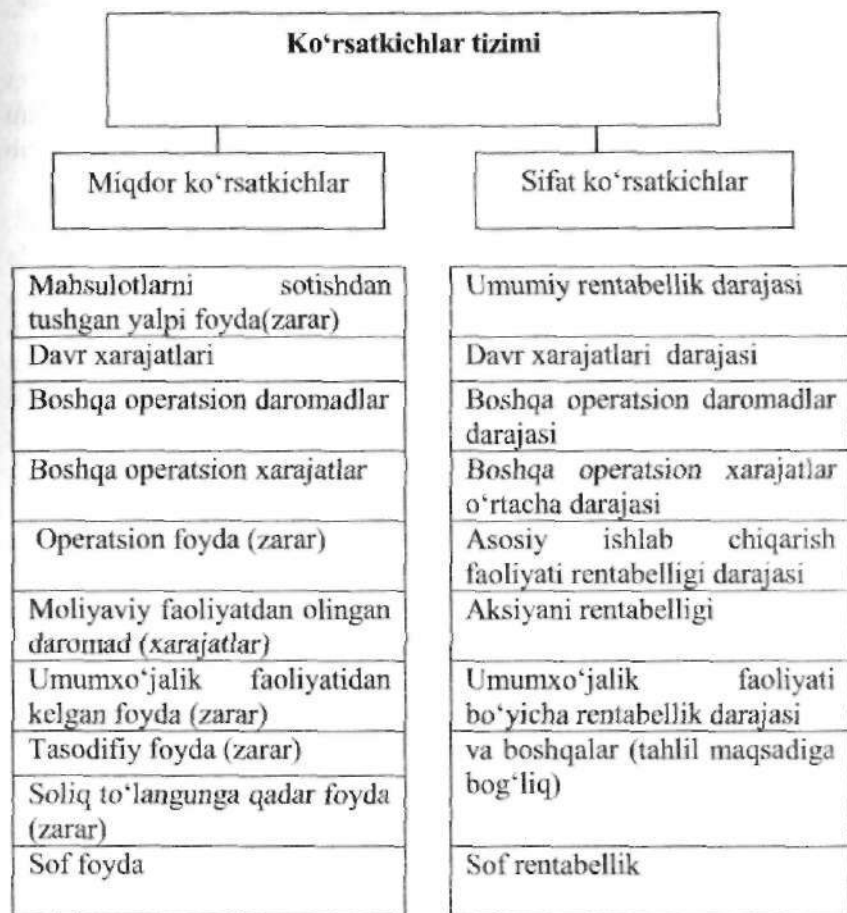 Ko‘rsatkichlar tizimi
Miqdor ko‘rsatkichlar
Sifat ko‘rsatkichlar
Mahsulotlarni sotishdan
tushgan yalpi foyda(zarar)
Davr xarajatlari
Boshqa operatsion daromadlar
Boshqa operatsion xarajatlar
Operatsion foyda (zarar)
Moliyaviy faoliyatdan olingan
daromad (xarajatlar)
Umumxo‘jalik faoliyatidan
kelgan foyda (zarar)
Tasodifiy foyda (zarar)
Soliq to‘langunga qadar foyda
(zarar)
Sof foyda
Umumiy rentabellik darajasi
Davr xarajatlari darajasi
Boshqa operatsion daromadlar
darajasi
Boshqa operatsion xarajatlar
o‘rtacha darajasi
Asosiy ishlab chiqarish
faoliyati rentabelligi darajasi
Aksiyani rentabelligi
Umumxo‘jalik faoliyati
bo‘yicha rentabellik darajasi
va boshqalar (tahlil maqsadiga
bog‘liq)
Sof rentabellik